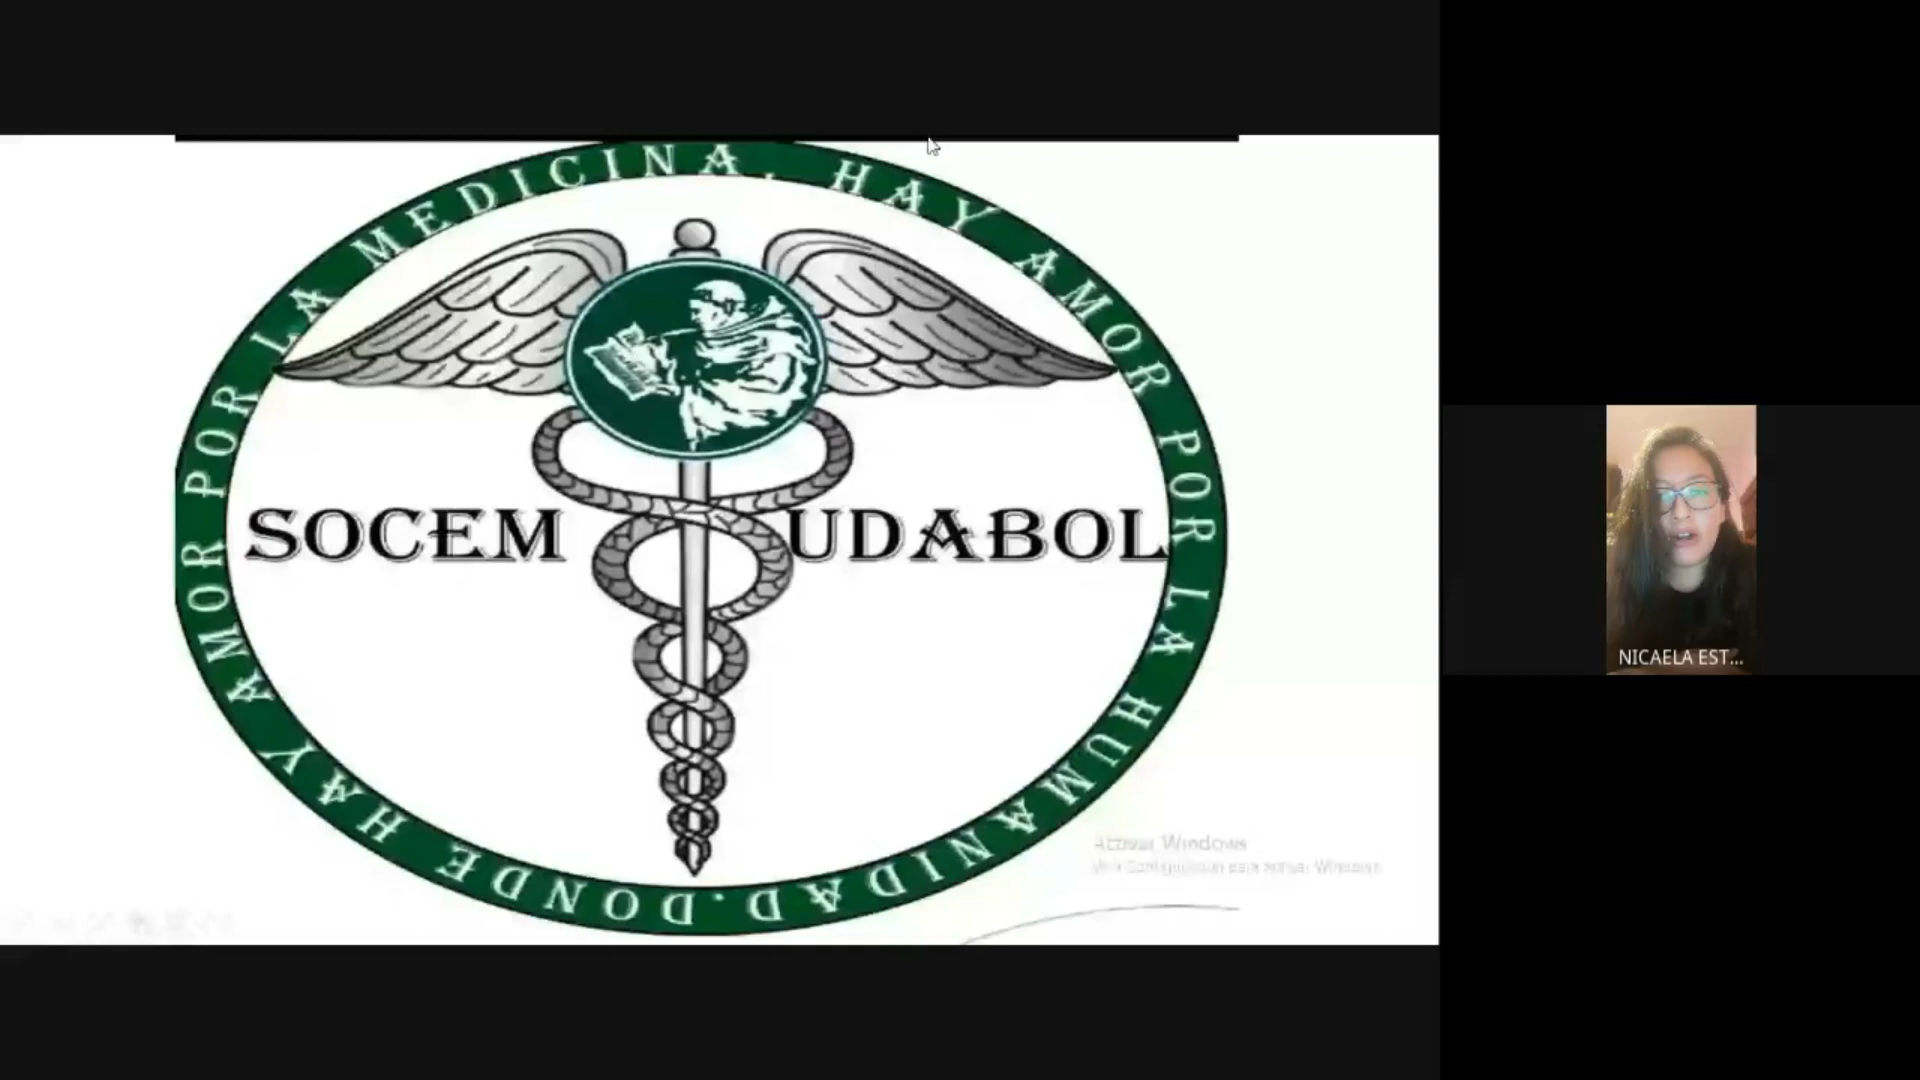 DONDE HAY AMOR POR LA MEDICINA, HAY AMOR POR LA HUMANIDAD.
SOCEM UDABOL
Activar Windows
NICAELA EST...